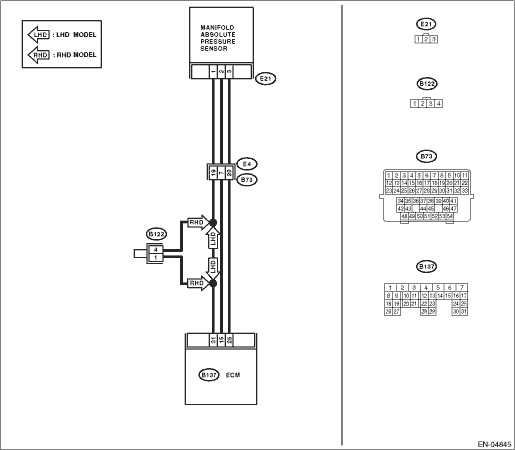 LHD : LHD MODEL
RHD : RHD MODEL
MANIFOLD
ABSOLUTE
PRESSURE
SENSOR
1 2 3
E21
19 7 20
E4
B73
B122
4
1
RHD
LHD
LHD
RHD
31 15 25
B137 ECM
E21
1 2 3
B122
1 2 3 4
B73
1 2 3 4 5 6 7 8 9 10 11
12 13 14 15 16 17 18 19 20 21 22
23 24 25 26 27 28 29 30 31 32 33
34 35 36 37 38 39 40 41
42 43 44 45 46 47
48 49 50 51 52 53 54
B137
1 2 3 4 5 6 7
8 9 10 11 12 13 14 15 16 17
18 19 20 21 22 23 24 25
26 27 28 29 30 31
EN-04845